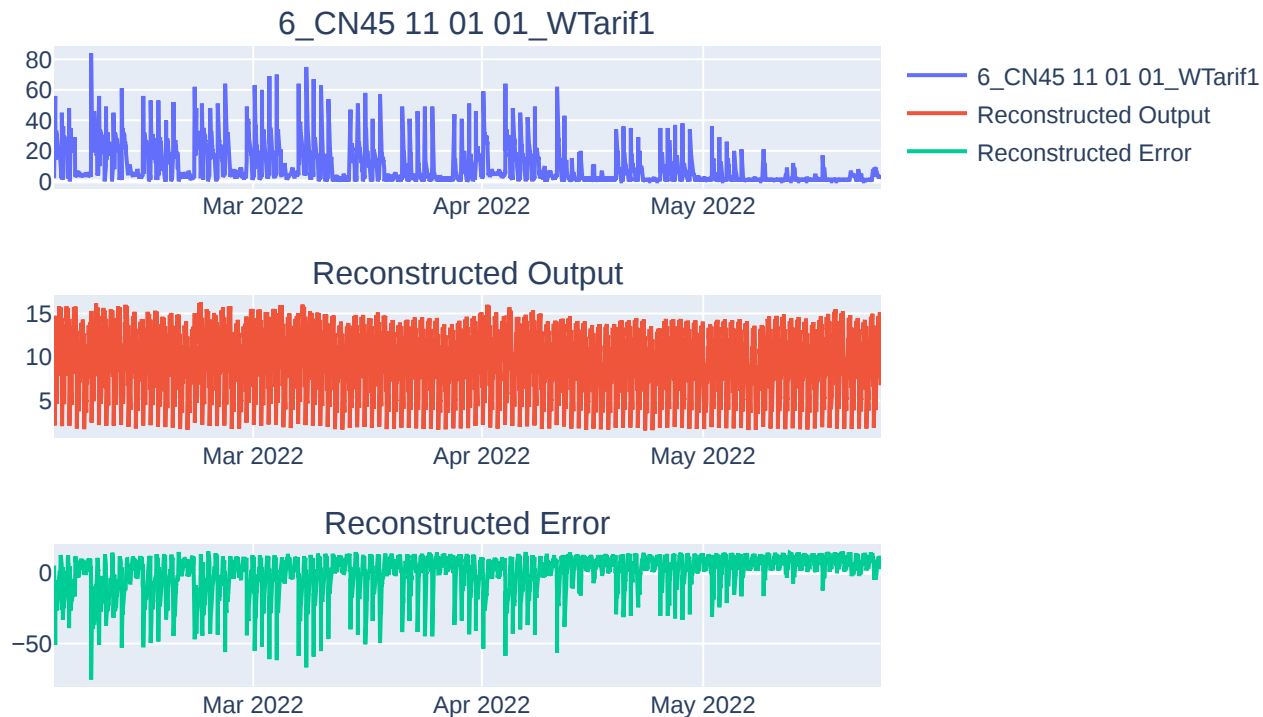 6_CN45 11 01 01_WTarif1
80
60
40
20
0
Mar 2022 Apr 2022 May 2022
6_CN45 11 01 01_WTarif1
Reconstructed Output
Reconstructed Error
Reconstructed Output
15
10
5
Mar 2022 Apr 2022 May 2022
Reconstructed Error
0
−50
Mar 2022 Apr 2022 May 2022